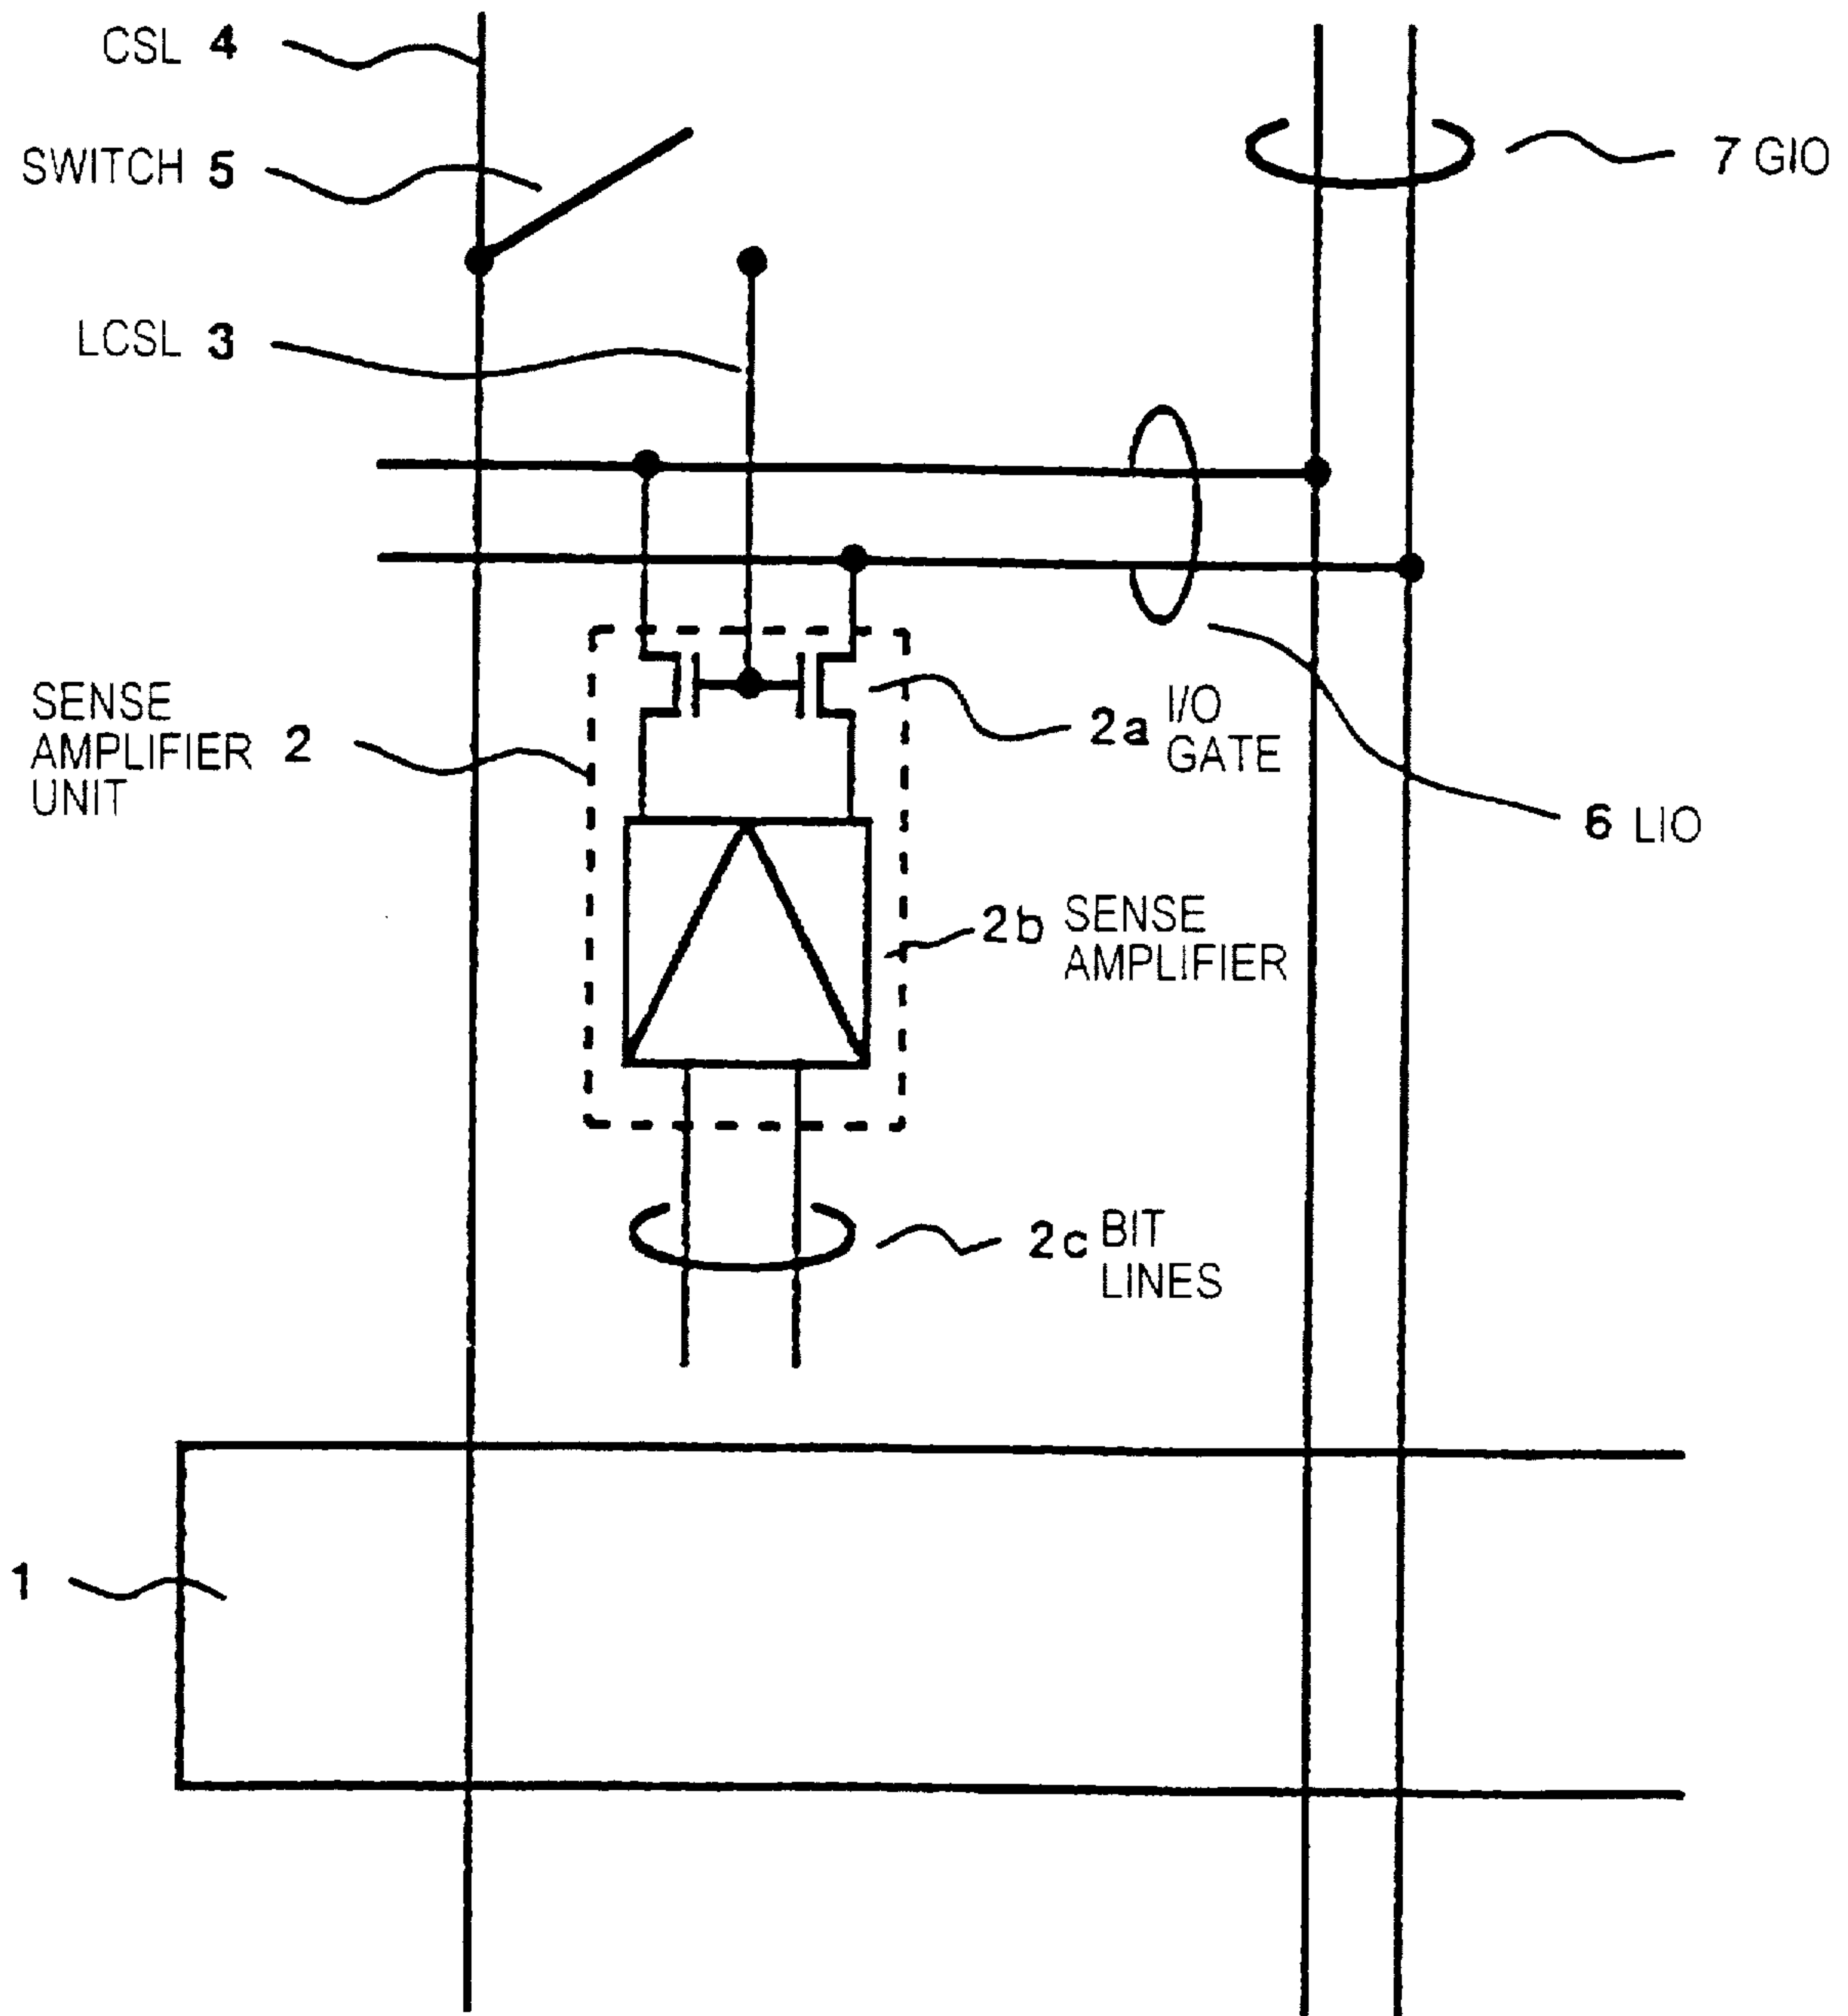 CSL 4
SWITCH 5
7 GIO
LCSL 3
SENSE
AMPLIFIER 2
UNIT
2a I/O
GATE
6 LIO
2b SENSE
AMPLIFIER
2c BIT
LINES
1